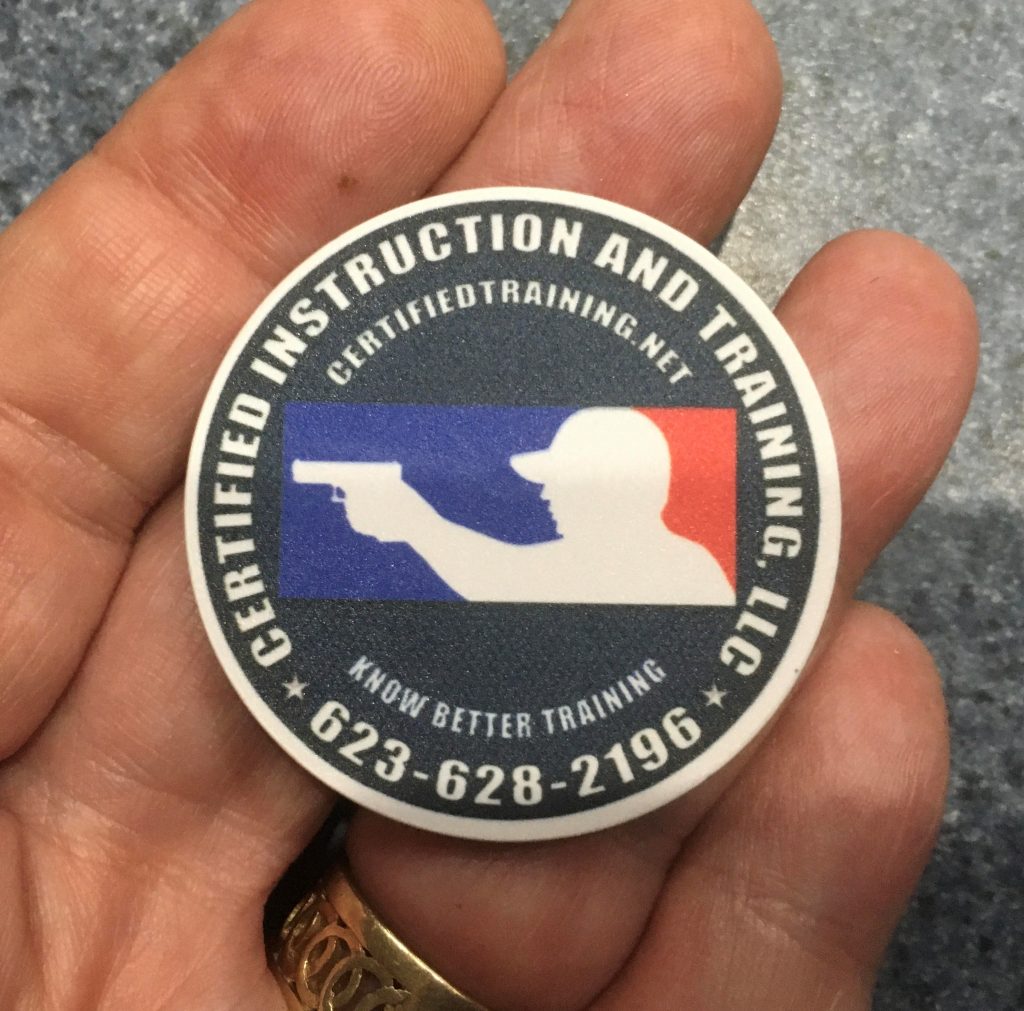 CERTIFIED INSTRUCTION AND TRAINING, LLC
CERTIFIEDTRAINING.NET
KNOW BETTER TRAINING
623-628-2196